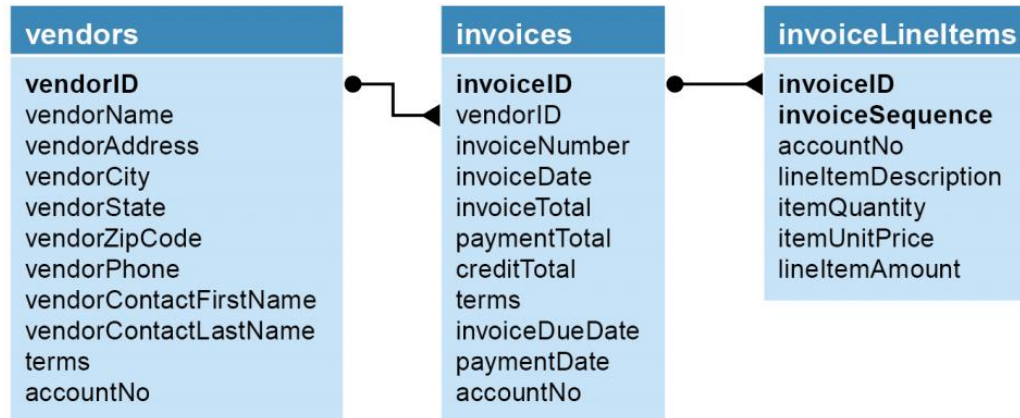 vendors
vendorID
vendorName
vendorAddress
vendorCity
vendorState
vendorZipCode
vendorPhone
vendorContactFirstName
vendorContactLastName
terms
accountNo
invoices
invoiceID
vendorID
invoiceNumber
invoiceDate
invoiceTotal
paymentTotal
creditTotal
terms
invoiceDueDate
paymentDate
accountNo
invoiceLineItems
invoiceID
invoiceSequence
accountNo
lineItemDescription
itemQuantity
itemUnitPrice
lineItemAmount